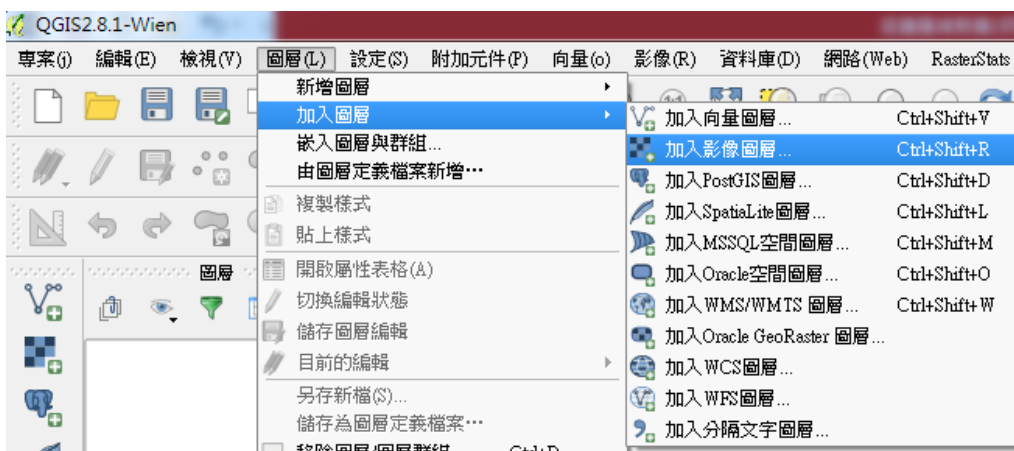 QGIS2.8.1-Wien
專案(j) 編輯(E) 檢視(V) 圖層(L) 設定(S) 附加元件(P) 向量(o) 影像(R) 資料庫(D) 網路(Web) RasterStats
新增圖層
加入圖層
嵌入圖層與群組...
由圖層定義檔案新增…
複製樣式
貼上樣式
開啟屬性表格(A)
切換編輯狀態
儲存圖層編輯
目前的編輯
另存新檔(S)...
儲存為圖層定義檔案…
移除圖層/圖層群組 Ctrl+D
加入向量圖層... Ctrl+Shift+V
加入影像圖層... Ctrl+Shift+R
加入PostGIS圖層... Ctrl+Shift+D
加入SpatiaLite圖層... Ctrl+Shift+L
加入MSSQL空間圖層... Ctrl+Shift+M
加入Oracle空間圖層... Ctrl+Shift+O
加入WMS/WMTS 圖層... Ctrl+Shift+W
加入Oracle GeoRaster 圖層...
加入WCS圖層...
加入WFS圖層...
加入分隔文字圖層...
圖層